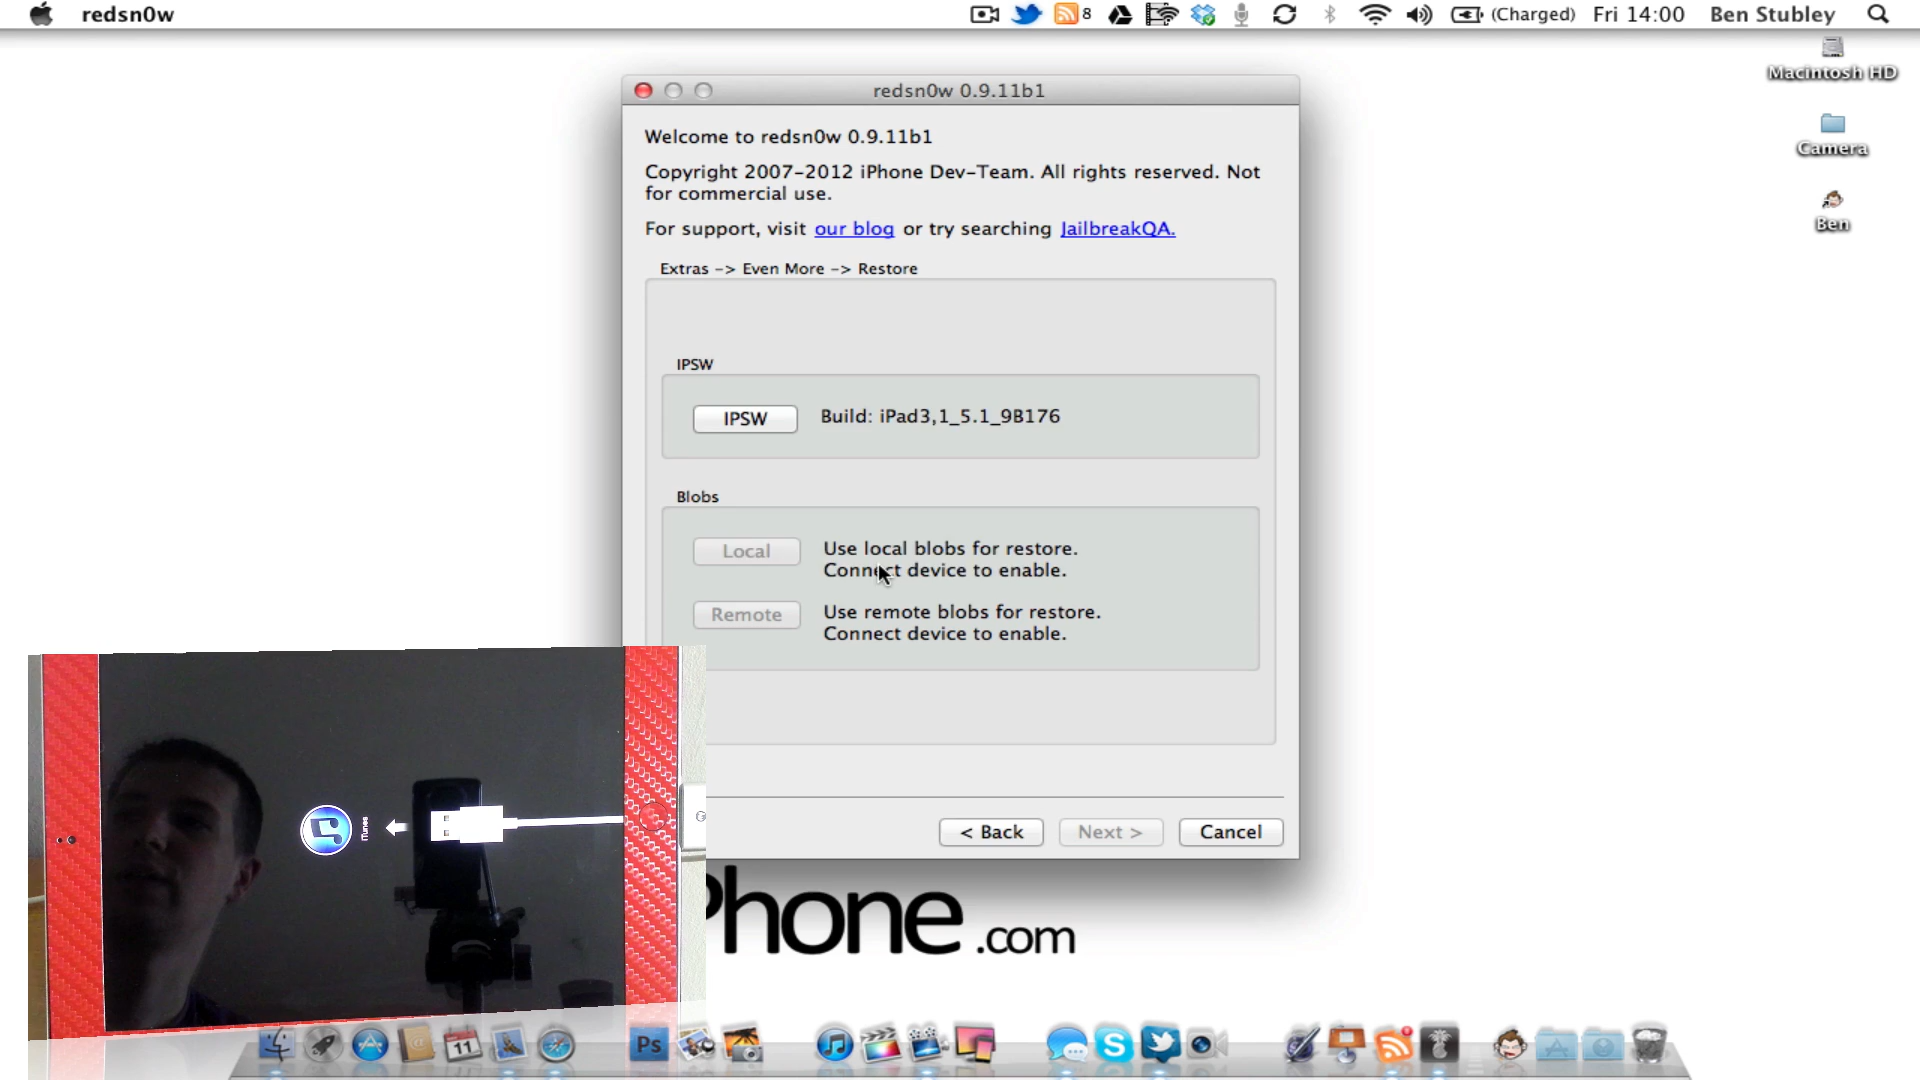 redsn0w
8
(Charged)
Fri 14:00
Ben Stubley
Macintosh HD
Camera
Ben
redsn0w 0.9.11b1
Welcome to redsn0w 0.9.11b1
Copyright 2007-2012 iPhone Dev-Team. All rights reserved. Not
for commercial use.
For support, visit our blog or try searching JailbreakQA.
Extras -> Even More -> Restore
IPSW
IPSW
Build: iPad3,1_5.1_9B176
Blobs
Local
Use local blobs for restore.
Connect device to enable.
Remote
Use remote blobs for restore.
Connect device to enable.
< Back
Next >
Cancel
iTunes
Phone.com
11
Ps